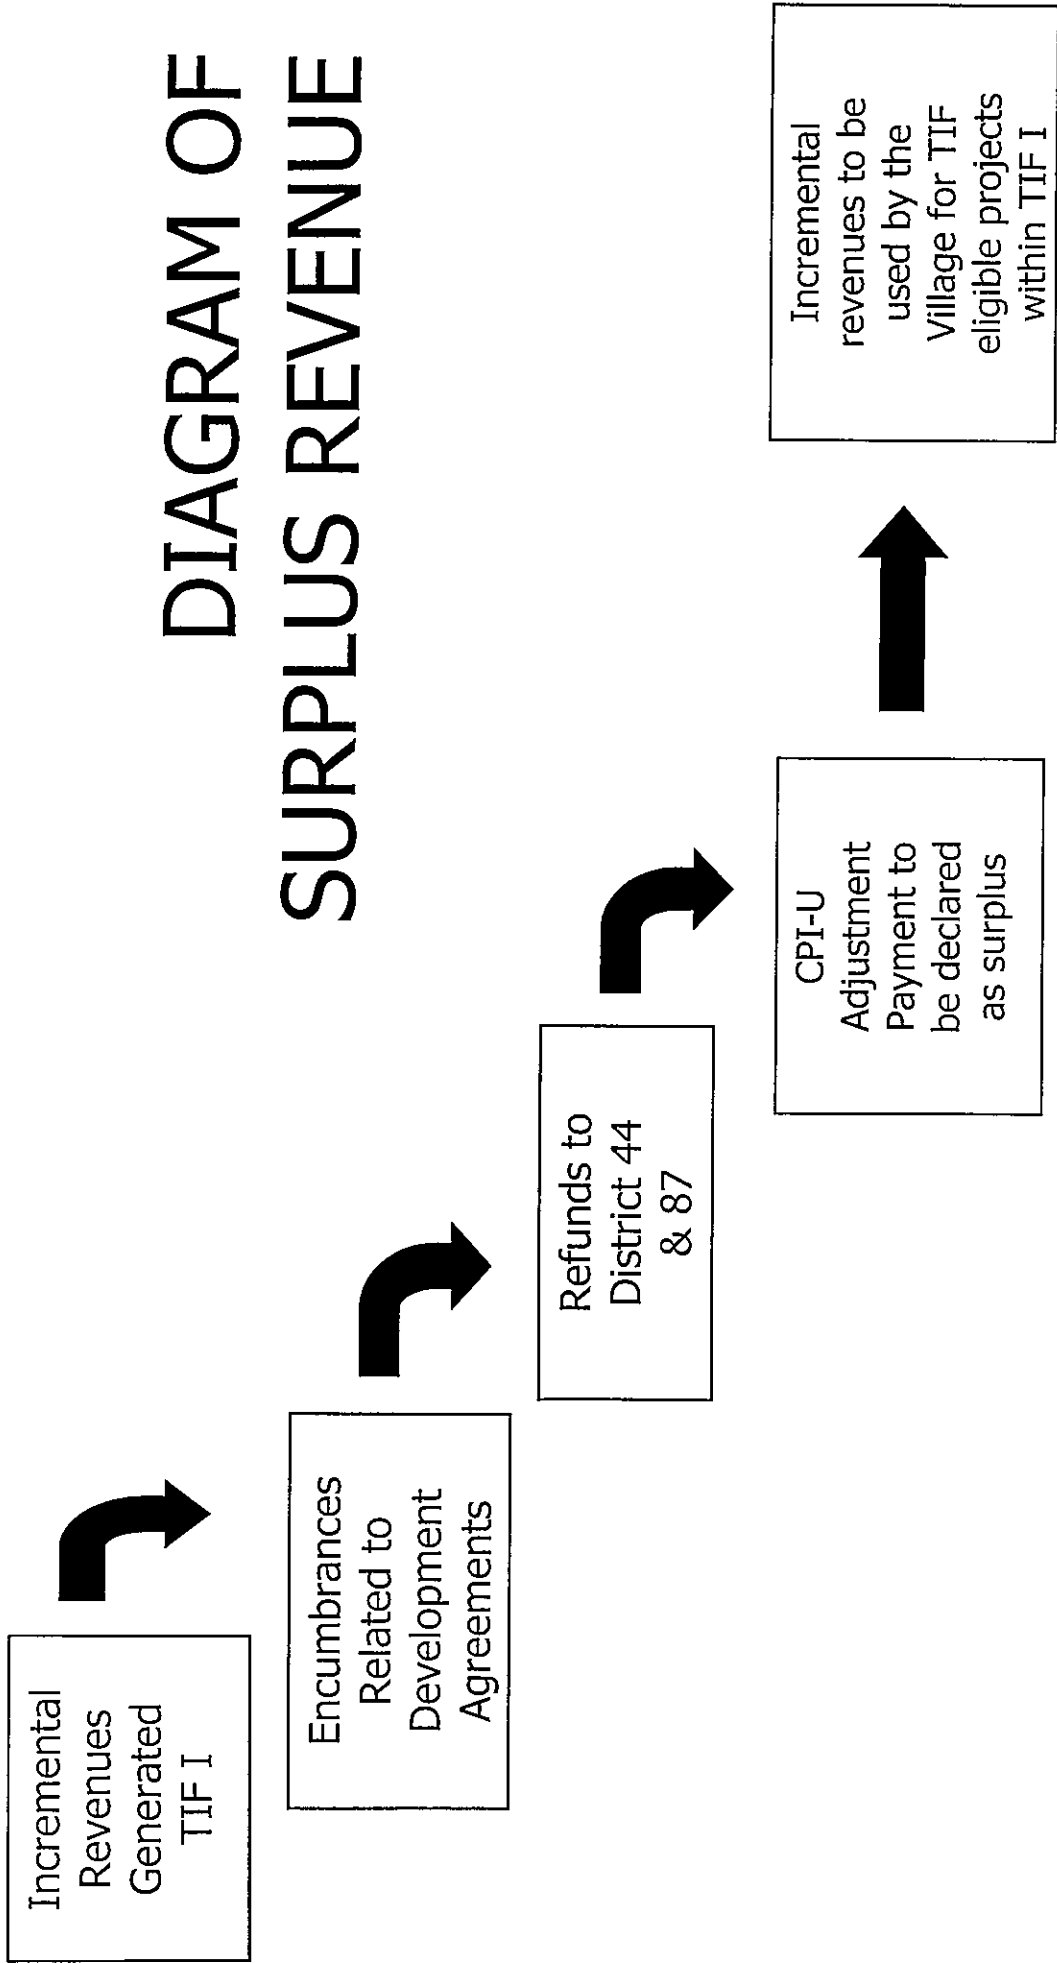 DIAGRAM OF
SURPLUS REVENUE
Incremental
Revenues
Generated
TIF I
Encumbrances
Related to
Development
Agreements
Refunds to
District 44
& 87
CPI-U
Adjustment
Payment to
be declared
as surplus
Incremental
revenues to be
used by the
Village for TIF
eligible projects
within TIF I